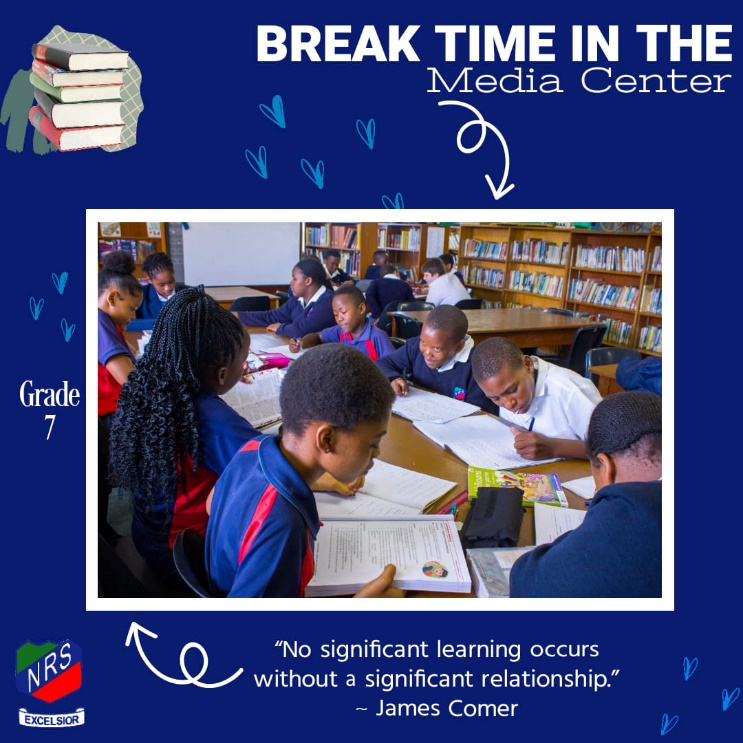 BREAK TIME IN THE
Media Center
Grade
7
"No significant learning occurs
without a significant relationship."
~ James Comer
NRS
EXCELSIOR